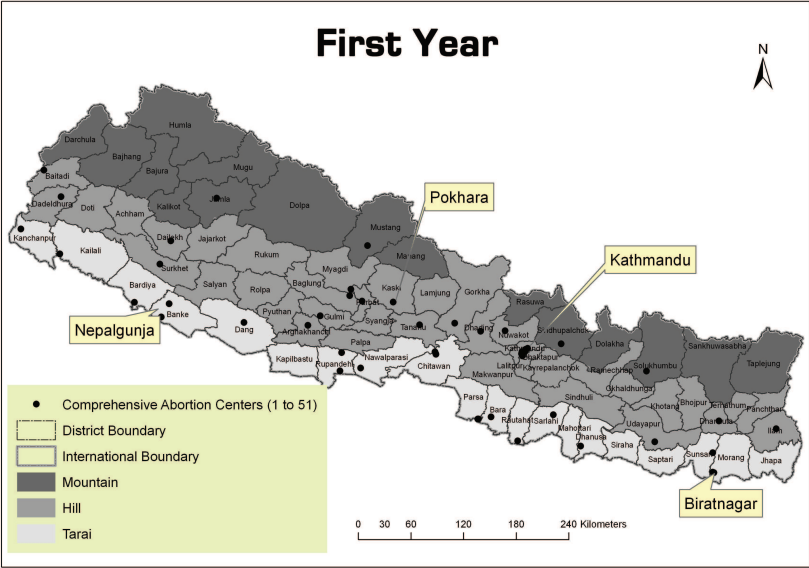 First Year
N
Humla
Darchula
Bajhang
Mugu
Bajura
Baitadi
Jumla
Dadeldhura
Doti
Kalikot
Dolpa
Achham
Mustang
Pokhara
Kanchanpur
Dailekh
Jajarkot
Manang
Kailali
Rukum
Kathmandu
Surkhet
Myagdi
Bardiya
Salyan
Rolpa
Baglung
Kaski
Lamjung
Gorkha
Rasuwa
Parbat
Banke
Pyuthan
Gulmi
Syangja
Tanahu
Dhading
Nuwakot
Sindhupalchok
Nepalgunja
Dang
Arghakhanchi
Dolakha
Sankhuwasabha
Palpa
Kathmandu
Bhaktapur
Kapilbastu
Rupandehi
Nawalparasi
Chitawan
Lalitpur
Kavrepalanchok
Ramechhap
Solukhumbu
Taplejung
Makwanpur
Okhaldhunga
Parsa
Sindhuli
Khotang
Bhojpur
Panchthar
Bara
Rautahat
Sarlahi
Udayapur
Dhankuta
Ilam
Mahottari
Dhanusa
Siraha
Saptari
Sunsari
Morang
Jhapa
Biratnagar
Comprehensive Abortion Centers (1 to 51)
District Boundary
International Boundary
Mountain
Hill
Tarai
0 30 60 120 180 240 Kilometers